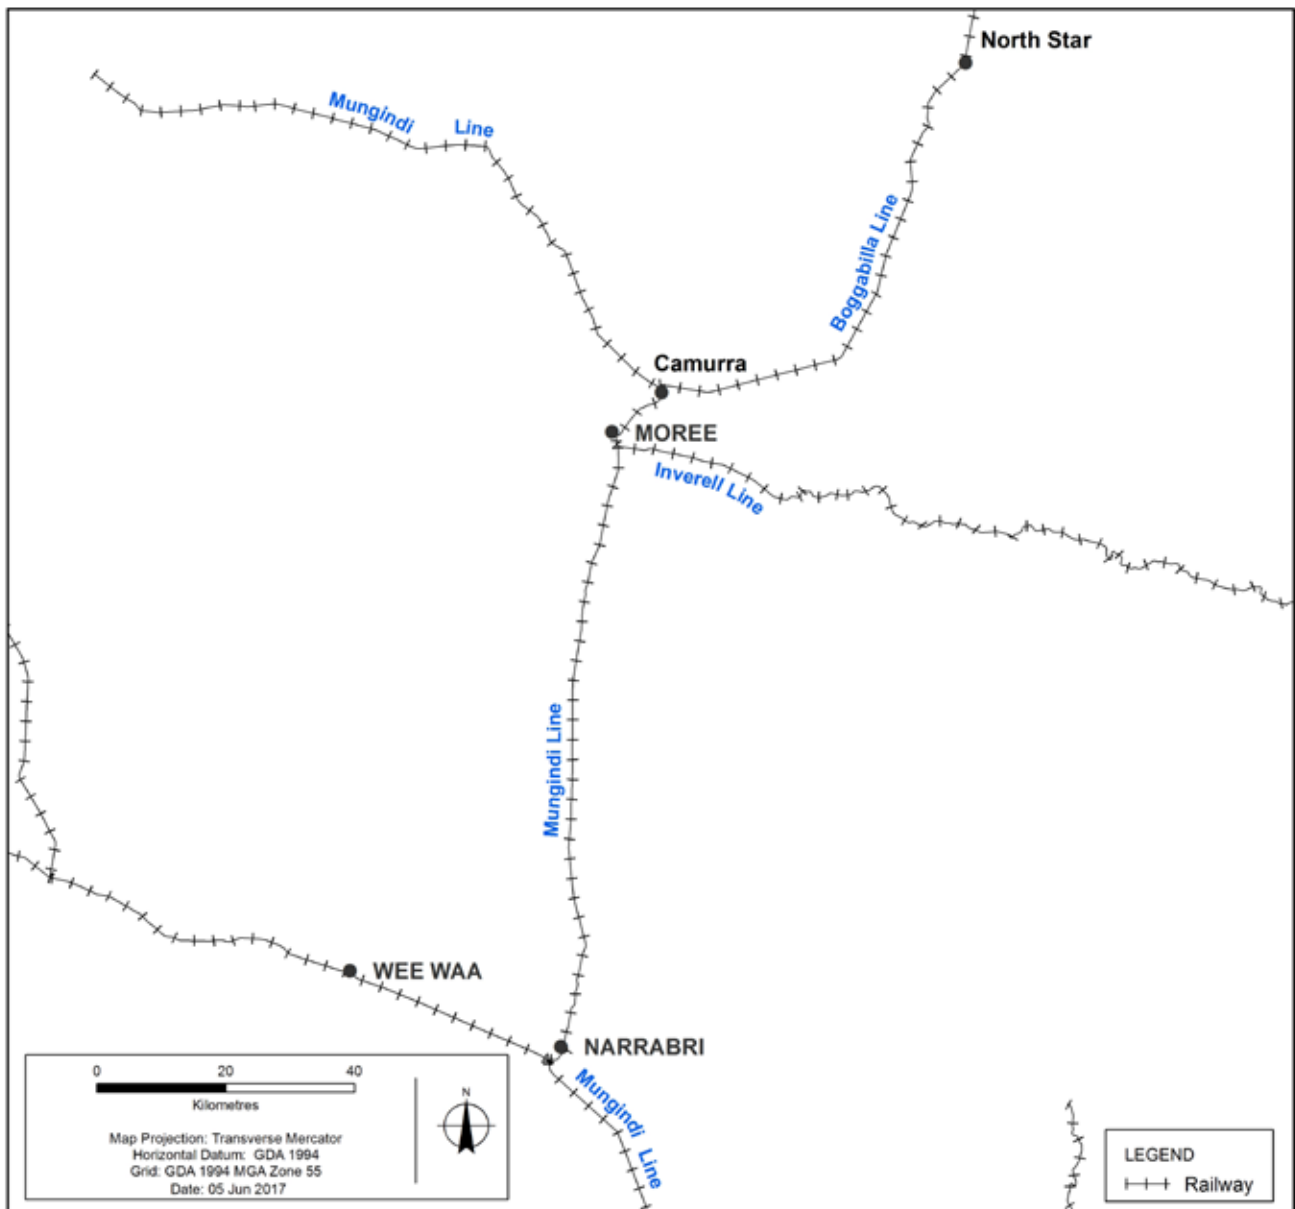 North Star
Mungindi Line
Boggabilla Line
Camurra
MOREE
Inverell Line
Mungindi Line
WEE WAA
NARRABRI
Mungindi Line
0 20 40
Kilometres
N
Map Projection: Transverse Mercator
Horizontal Datum: GDA 1994
Grid: GDA 1994 MGA Zone 55
Date: 05 Jun 2017
LEGEND
Railway